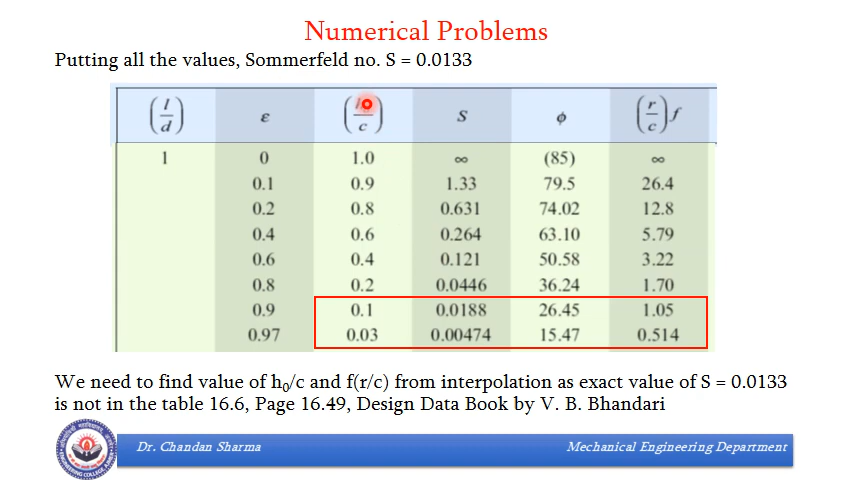 Numerical Problems
Putting all the values, Sommerfeld no. S = 0.0133
(l/d) ε (h₀/c) S ϕ (r/c)f
1 0 1.0 ∞ (85) ∞
0.1 0.9 1.33 79.5 26.4
0.2 0.8 0.631 74.02 12.8
0.4 0.6 0.264 63.10 5.79
0.6 0.4 0.121 50.58 3.22
0.8 0.2 0.0446 36.24 1.70
0.9 0.1 0.0188 26.45 1.05
0.97 0.03 0.00474 15.47 0.514
We need to find value of h₀/c and f(r/c) from interpolation as exact value of S = 0.0133
is not in the table 16.6, Page 16.49, Design Data Book by V. B. Bhandari
Dr. Chandan Sharma
Mechanical Engineering Department